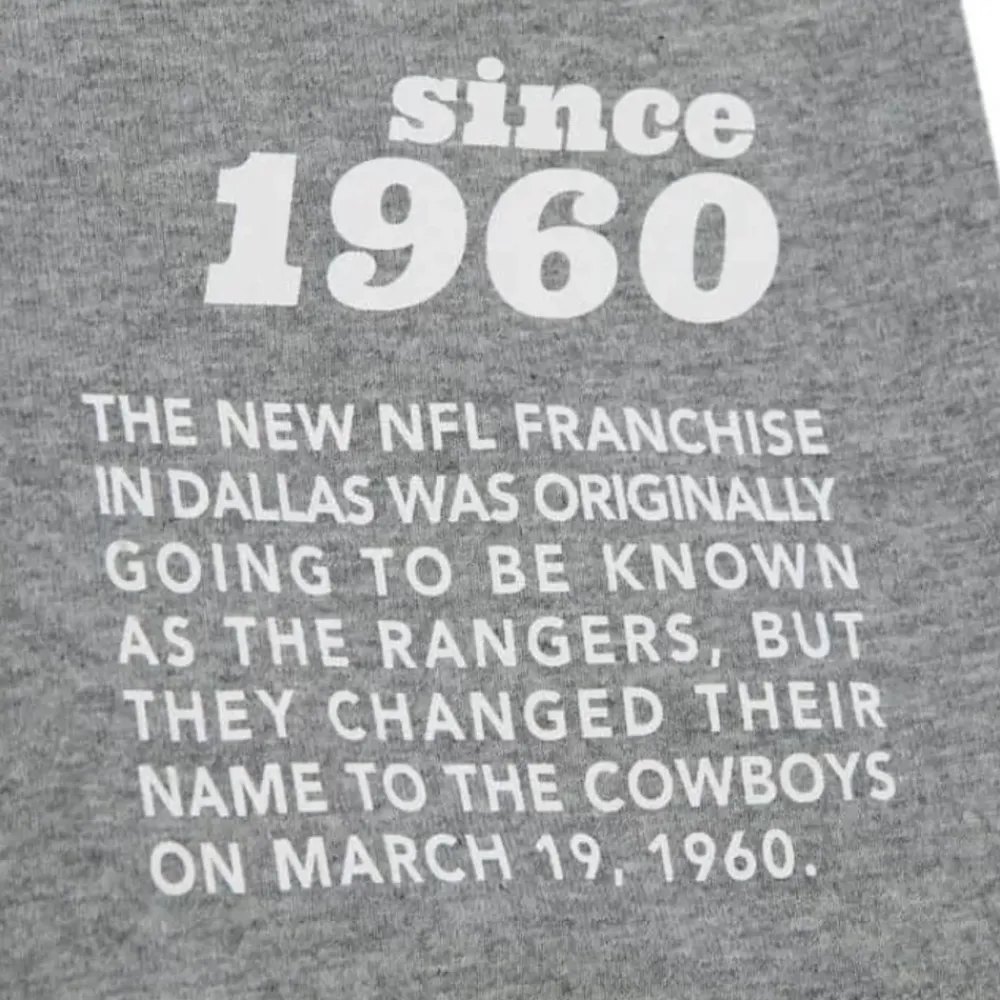 since
1960
THE NEW NFL FRANCHISE
IN DALLAS WAS ORIGINALLY
GOING TO BE KNOWN
AS THE RANGERS, BUT
THEY CHANGED THEIR
NAME TO THE COWBOYS
ON MARCH 19, 1960.